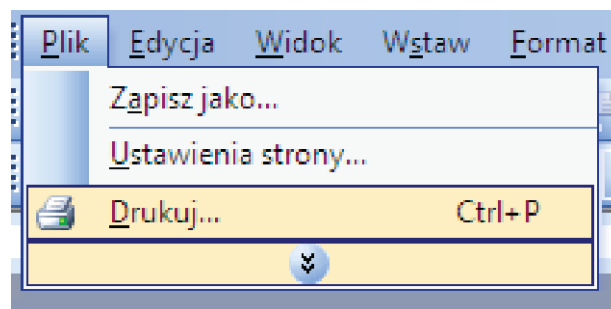 Plik Edycja Widok Wstaw Format
Zapisz jako...
Ustawienia strony...
Drukuj... Ctrl+P